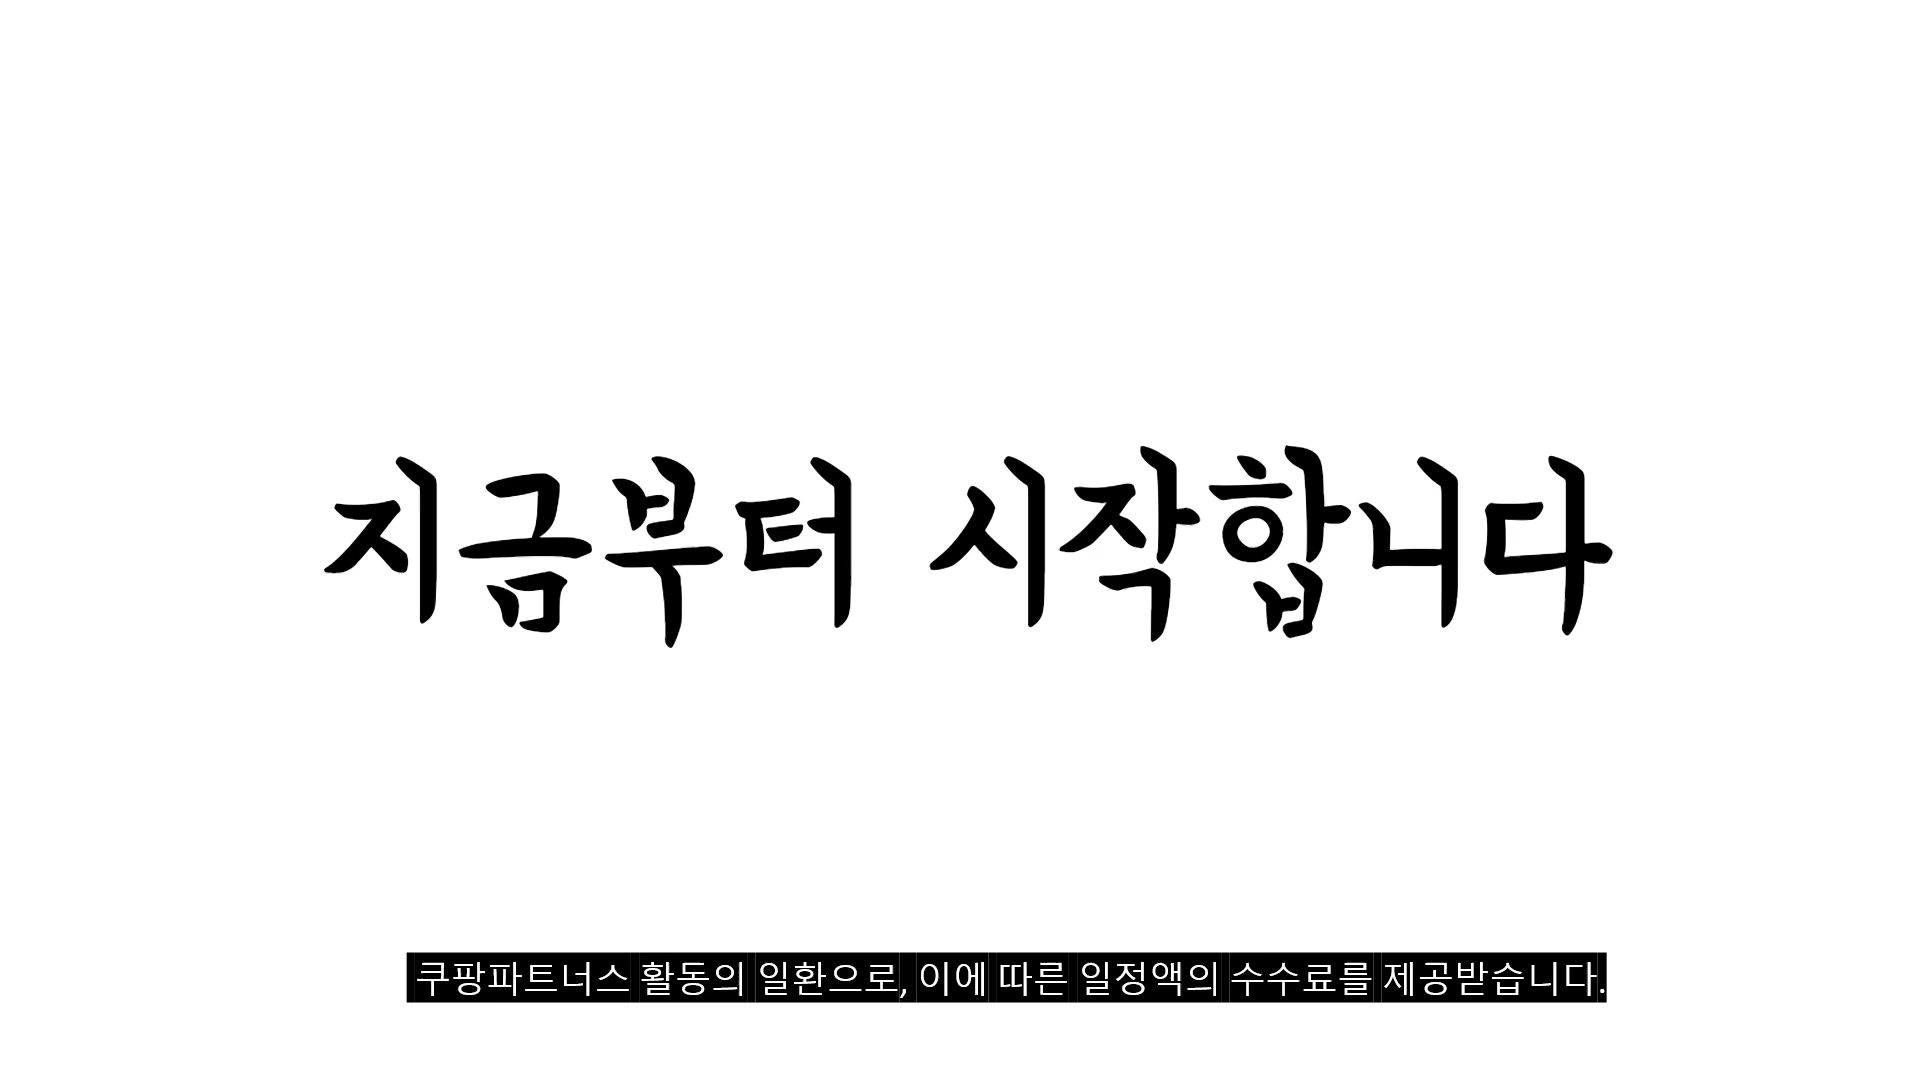 지금부터 시작합니다
쿠팡파트너스 활동의 일환으로, 이에 따른 일정액의 수수료를 제공받습니다.